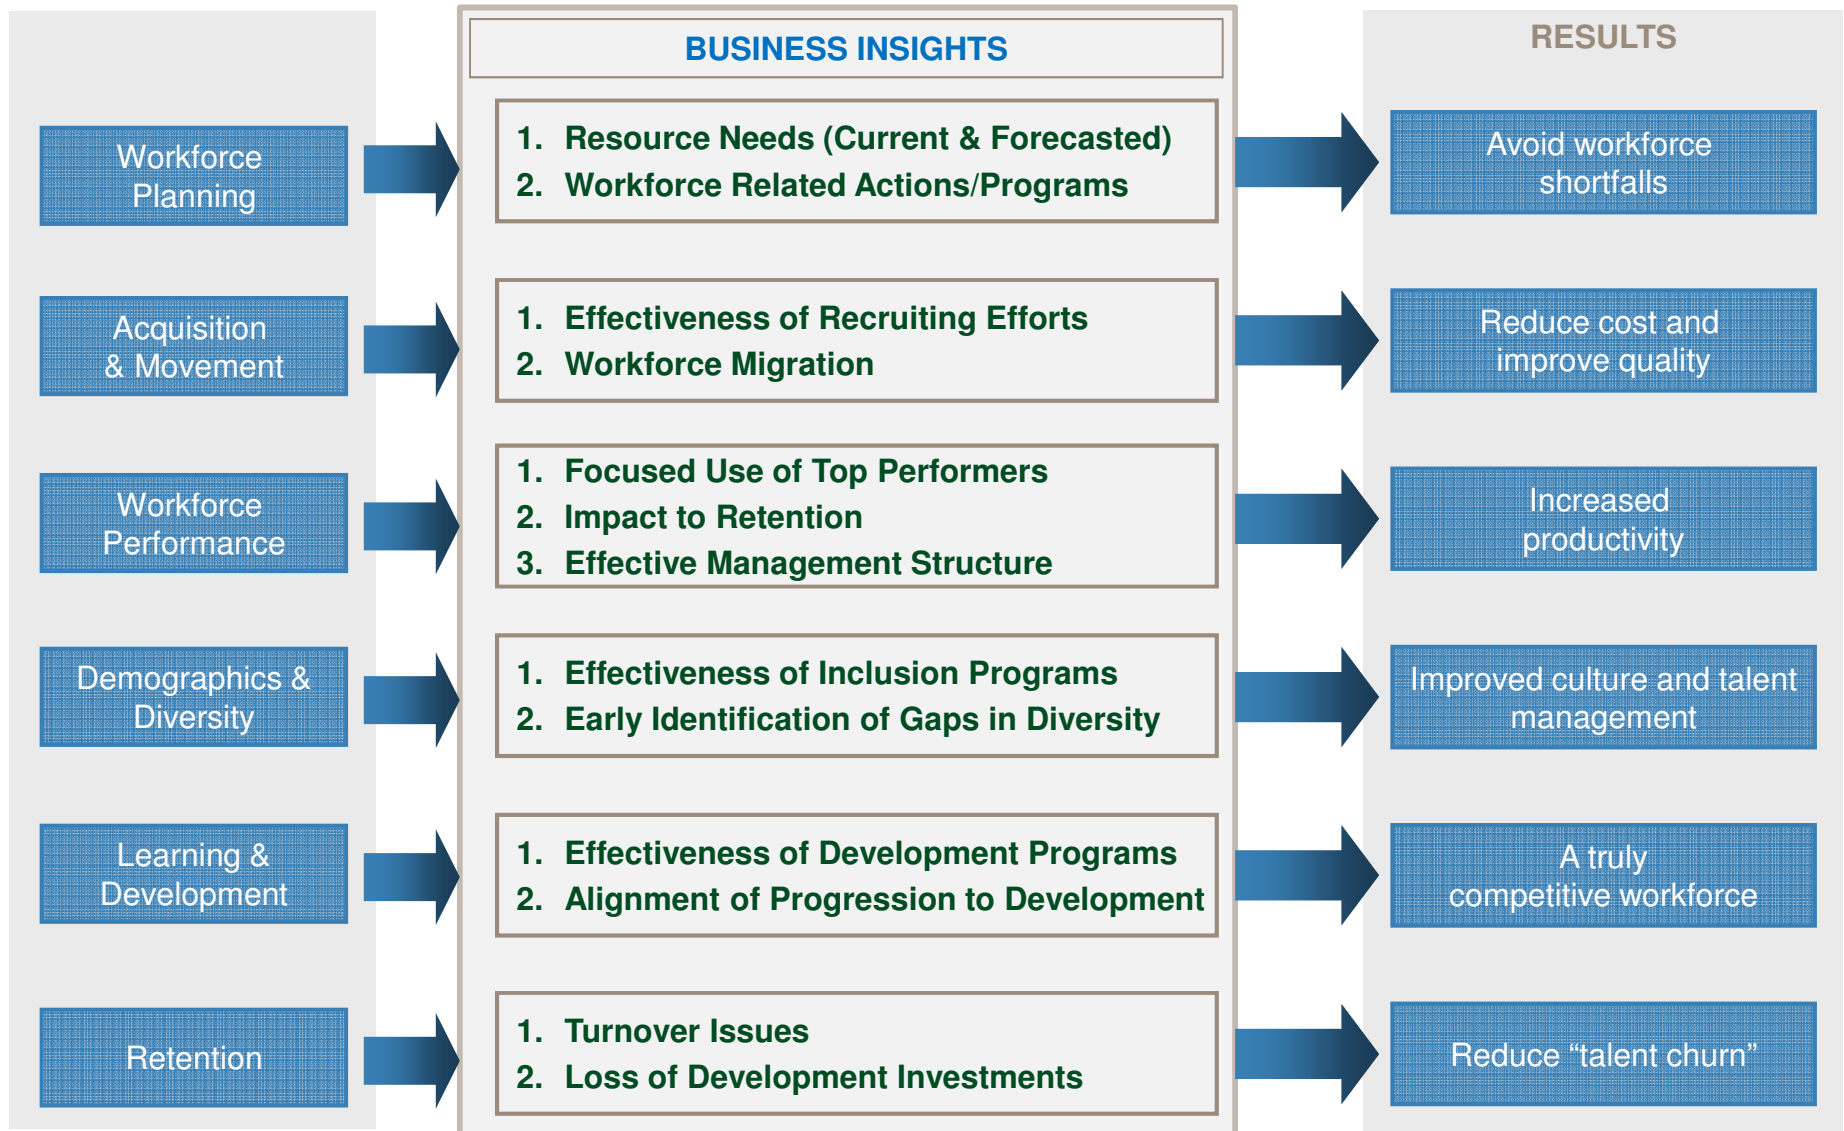 BUSINESS INSIGHTS
RESULTS
Workforce
Planning
1. Resource Needs (Current & Forecasted)
2. Workforce Related Actions/Programs
Avoid workforce
shortfalls
Acquisition
& Movement
1. Effectiveness of Recruiting Efforts
2. Workforce Migration
Reduce cost and
improve quality
Workforce
Performance
1. Focused Use of Top Performers
2. Impact to Retention
3. Effective Management Structure
Increased
productivity
Demographics &
Diversity
1. Effectiveness of Inclusion Programs
2. Early Identification of Gaps in Diversity
Improved culture and talent
management
Learning &
Development
1. Effectiveness of Development Programs
2. Alignment of Progression to Development
A truly
competitive workforce
Retention
1. Turnover Issues
2. Loss of Development Investments
Reduce “talent churn”